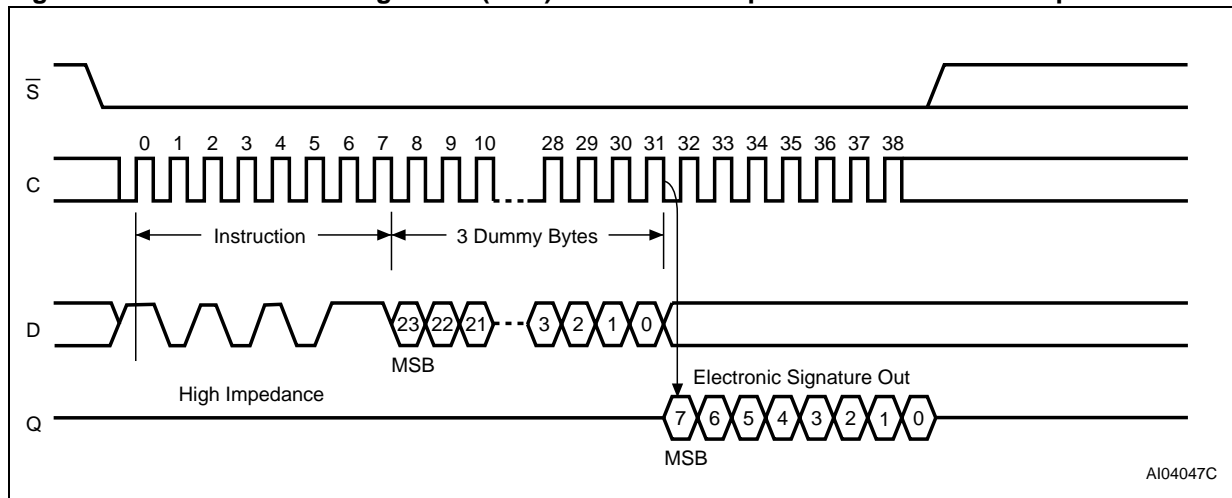 S
0 1 2 3 4 5 6 7 8 9 10 28 29 30 31 32 33 34 35 36 37 38
C
Instruction 3 Dummy Bytes
D
23 22 21 3 2 1 0
MSB
High Impedance
Electronic Signature Out
Q
7 6 5 4 3 2 1 0
MSB
AI04047C